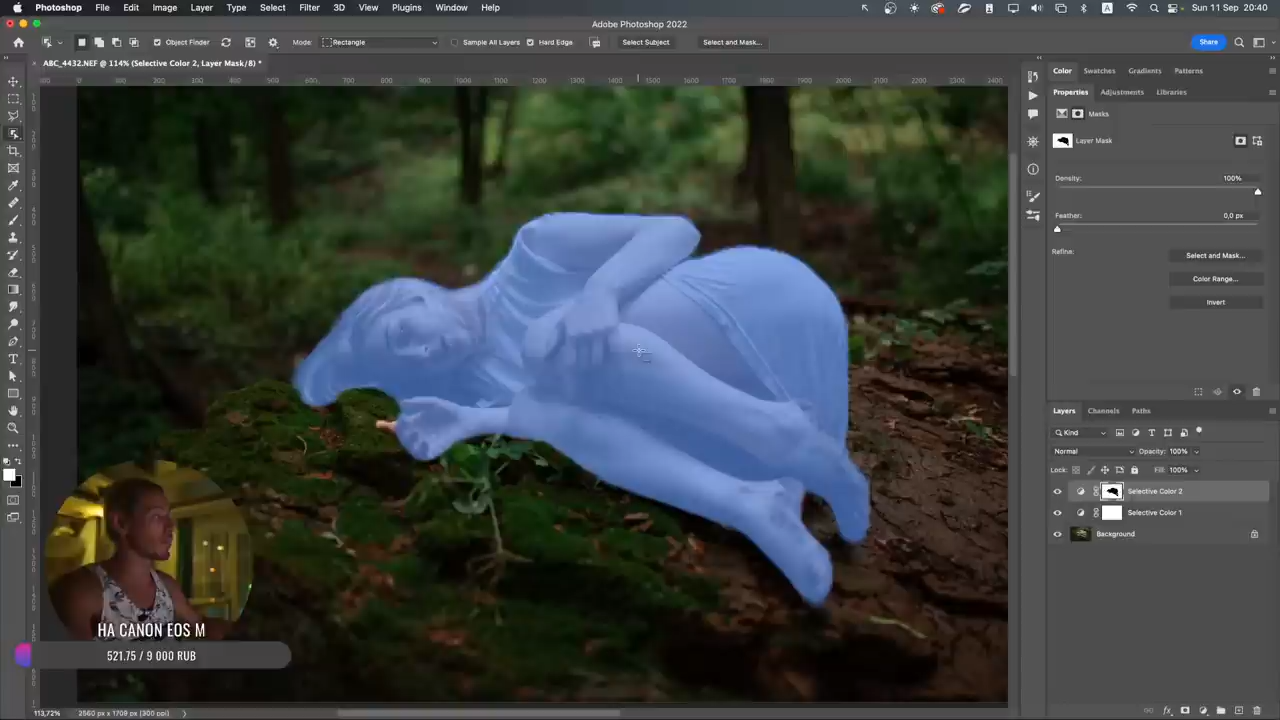 Photoshop File Edit Image Layer Type Select Filter 3D View Plugins Window Help A Sun 11 Sep 20:40
Adobe Photoshop 2022
Object Finder Mode: Rectangle Sample All Layers Hard Edge Select Subject Select and Mask... Share
ABC_4432.NEF @ 114% (Selective Color 2, Layer Mask/8) *
Color Swatches Gradients Patterns
Properties Adjustments Libraries
Masks
Layer Mask
Density: 100%
Feather: 0,0 px
Refine: Select and Mask...
Color Range...
Invert
Layers Channels Paths
Kind
Normal Opacity: 100%
Lock: Fill: 100%
Selective Color 2
Selective Color 1
Background
НА CANON EOS M
521.75 / 9 000 RUB
113,72% 2560 px x 1709 px (300 ppi)